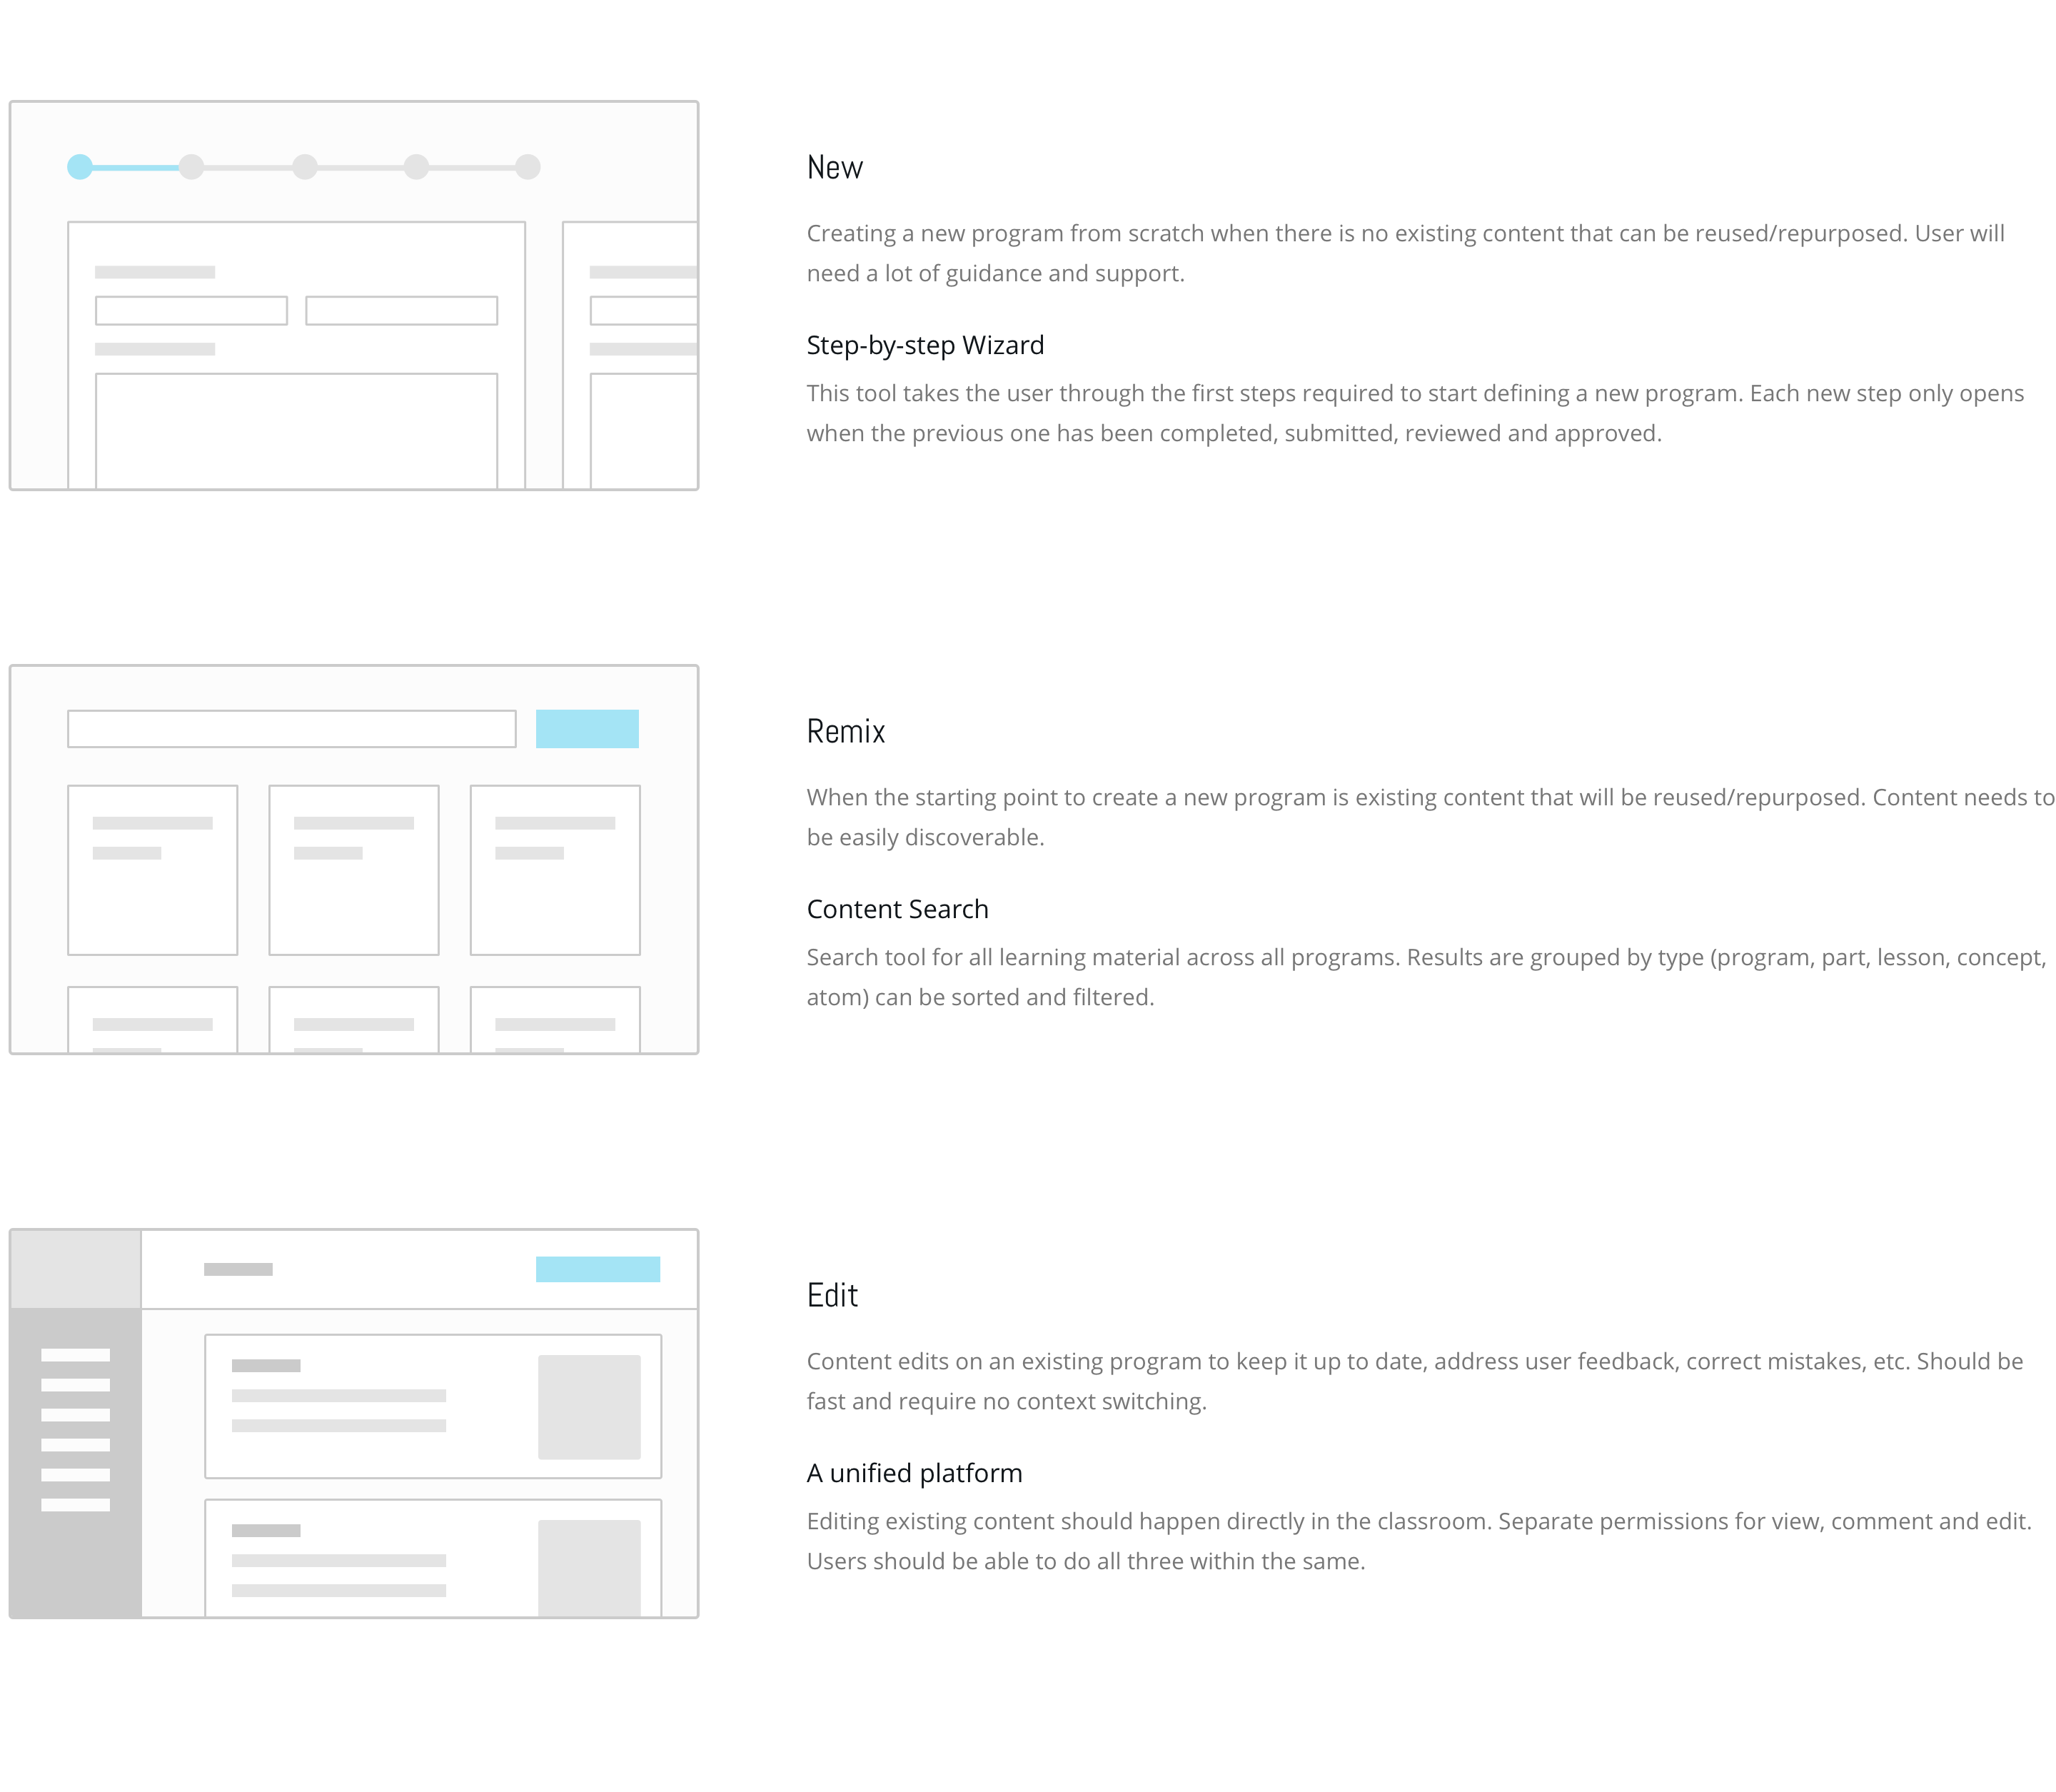 New
Creating a new program from scratch when there is no existing content that can be reused/repurposed. User will
need a lot of guidance and support.
Step-by-step Wizard
This tool takes the user through the first steps required to start defining a new program. Each new step only opens
when the previous one has been completed, submitted, reviewed and approved.
Remix
When the starting point to create a new program is existing content that will be reused/repurposed. Content needs to
be easily discoverable.
Content Search
Search tool for all learning material across all programs. Results are grouped by type (program, part, lesson, concept,
atom) can be sorted and filtered.
Edit
Content edits on an existing program to keep it up to date, address user feedback, correct mistakes, etc. Should be
fast and require no context switching.
A unified platform
Editing existing content should happen directly in the classroom. Separate permissions for view, comment and edit.
Users should be able to do all three within the same.